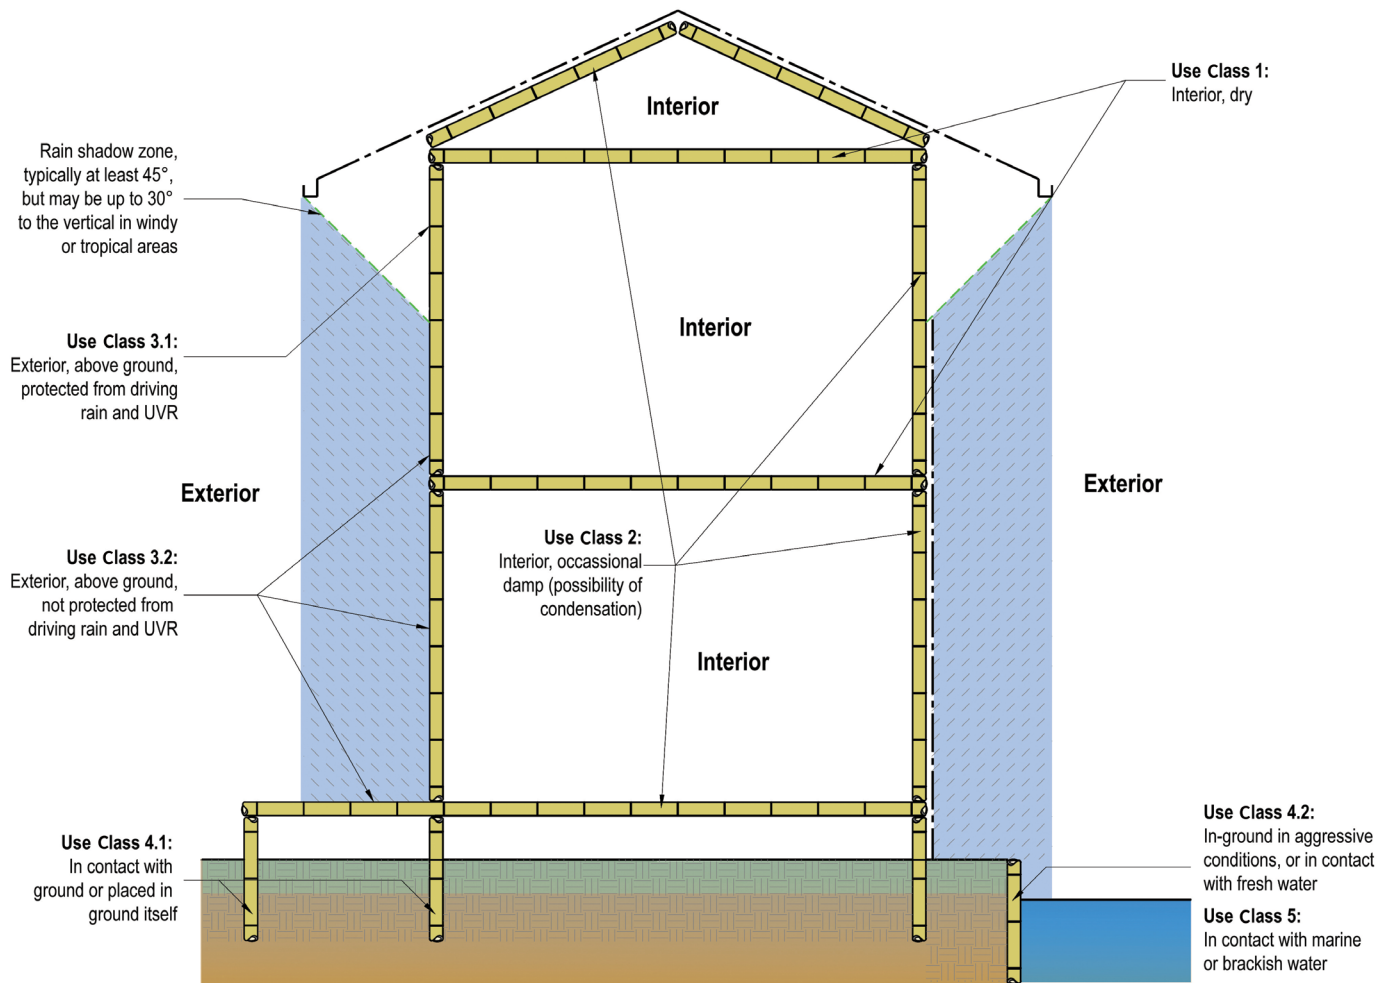 Use Class 1:
Interior, dry
Interior
Rain shadow zone,
typically at least 45°,
but may be up to 30°
to the vertical in windy
or tropical areas
Interior
Use Class 3.1:
Exterior, above ground,
protected from driving
rain and UVR
Exterior
Exterior
Use Class 2:
Interior, occassional
damp (possibility of
condensation)
Use Class 3.2:
Exterior, above ground,
not protected from
driving rain and UVR
Interior
Use Class 4.1:
In contact with
ground or placed in
ground itself
Use Class 4.2:
In-ground in aggressive
conditions, or in contact
with fresh water
Use Class 5:
In contact with marine
or brackish water